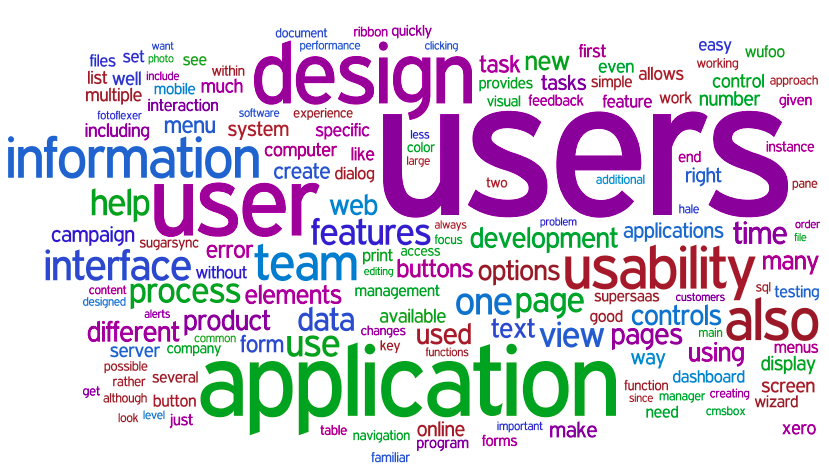 document ribbon quickly
want performance clicking easy
files set photo see design task new first wufoo
list well include within even working
multiple mobile much provides tasks simple allows control approach
interaction visual feedback feature work number given
fotoflexer software experience users
including menu system specific less
information computer like color end instance
create dialog large two additional right pane
help user web hale
campaign features always problem applications time order
sugarsync error focus development file
interface without team print access usability many
editing buttons options
content process elements management sql testing
designed one page supersaas customers
alerts product data available good controls also
different common changes used text view pages main
server company form use key functions way using menus
possible application dashboard display
rather several function screen
get although button since manager creating wizard
look level just need cmsbox
table online important make xero
navigation program forms
familiar